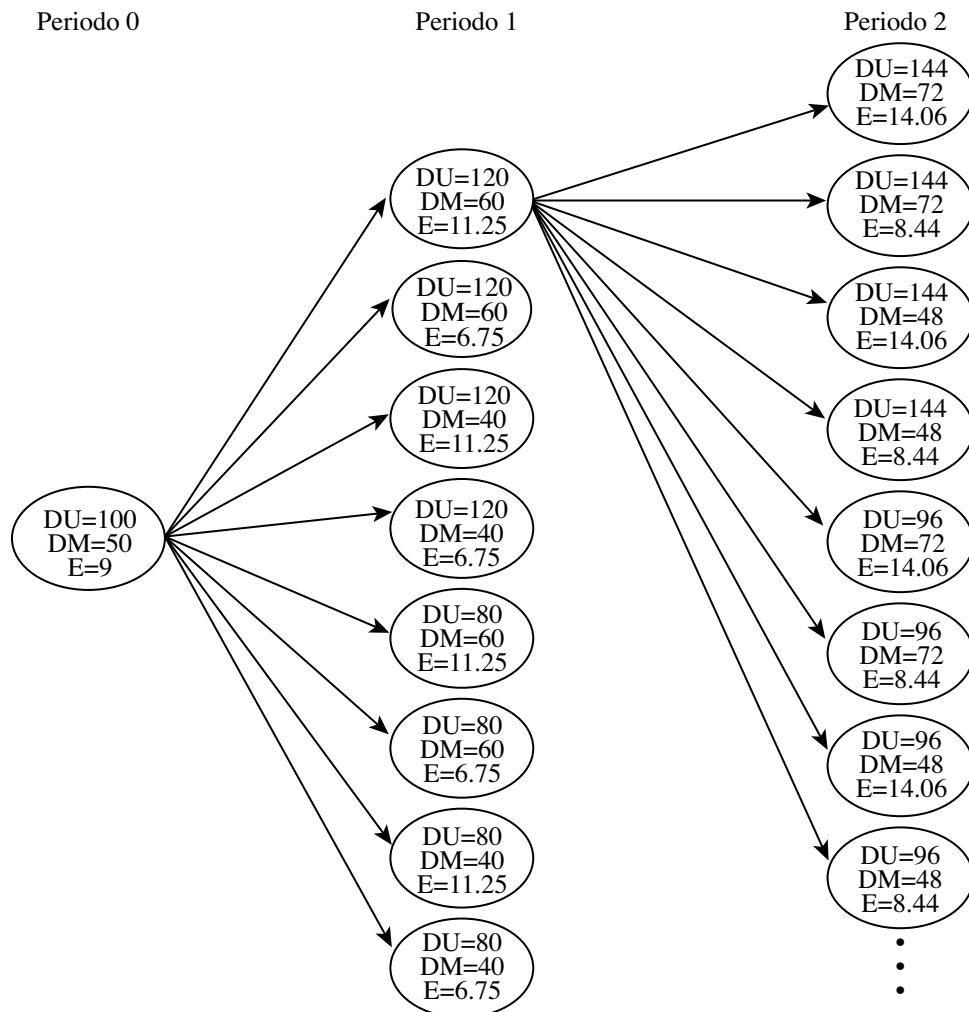 Periodo 0
Periodo 1
Periodo 2
DU=100
DM=50
E=9
DU=120
DM=60
E=11.25
DU=120
DM=60
E=6.75
DU=120
DM=40
E=11.25
DU=120
DM=40
E=6.75
DU=80
DM=60
E=11.25
DU=80
DM=60
E=6.75
DU=80
DM=40
E=11.25
DU=80
DM=40
E=6.75
DU=144
DM=72
E=14.06
DU=144
DM=72
E=8.44
DU=144
DM=48
E=14.06
DU=144
DM=48
E=8.44
DU=96
DM=72
E=14.06
DU=96
DM=72
E=8.44
DU=96
DM=48
E=14.06
DU=96
DM=48
E=8.44